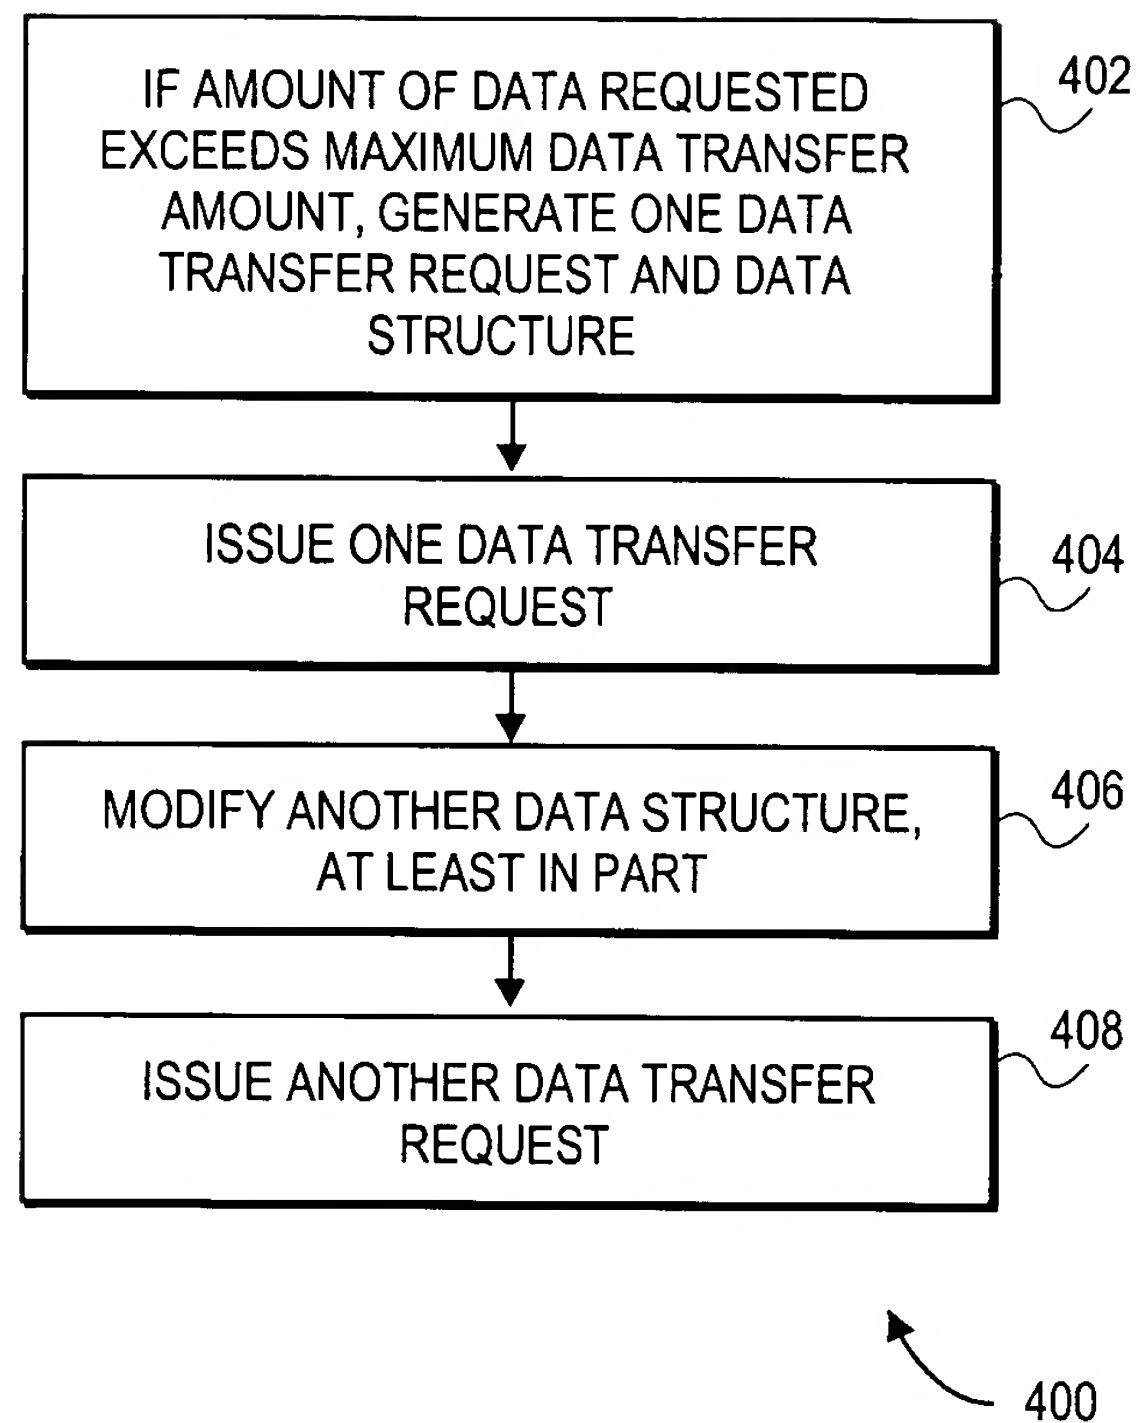 IF AMOUNT OF DATA REQUESTED
EXCEEDS MAXIMUM DATA TRANSFER
AMOUNT, GENERATE ONE DATA
TRANSFER REQUEST AND DATA
STRUCTURE
402
ISSUE ONE DATA TRANSFER
REQUEST
404
MODIFY ANOTHER DATA STRUCTURE,
AT LEAST IN PART
406
ISSUE ANOTHER DATA TRANSFER
REQUEST
408
400